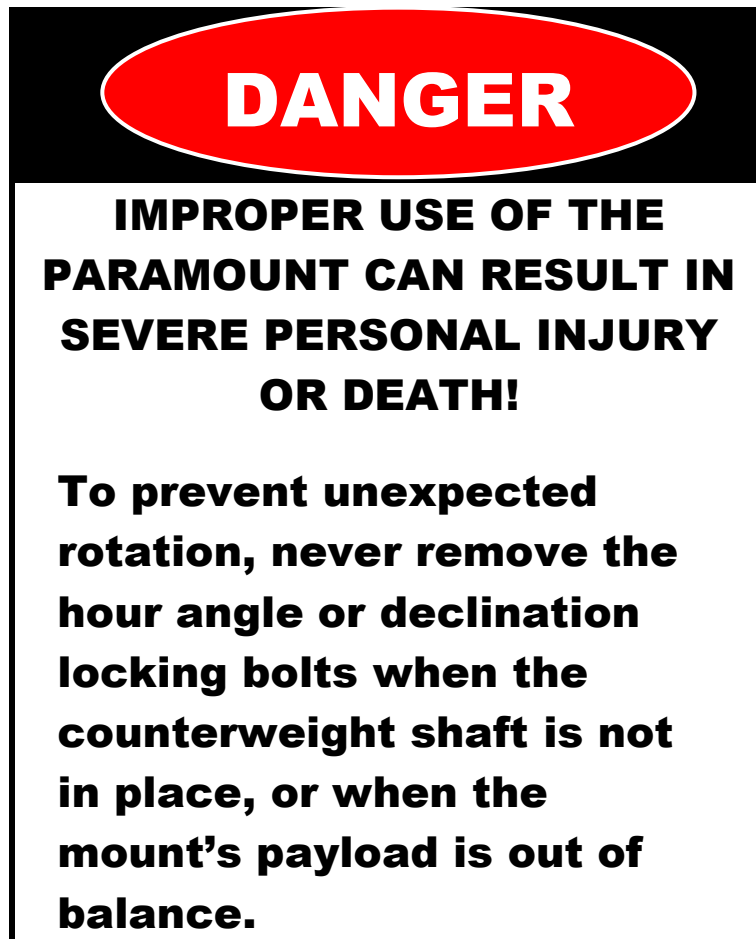 DANGER
IMPROPER USE OF THE
PARAMOUNT CAN RESULT IN
SEVERE PERSONAL INJURY
OR DEATH!
To prevent unexpected
rotation, never remove the
hour angle or declination
locking bolts when the
counterweight shaft is not
in place, or when the
mount’s payload is out of
balance.